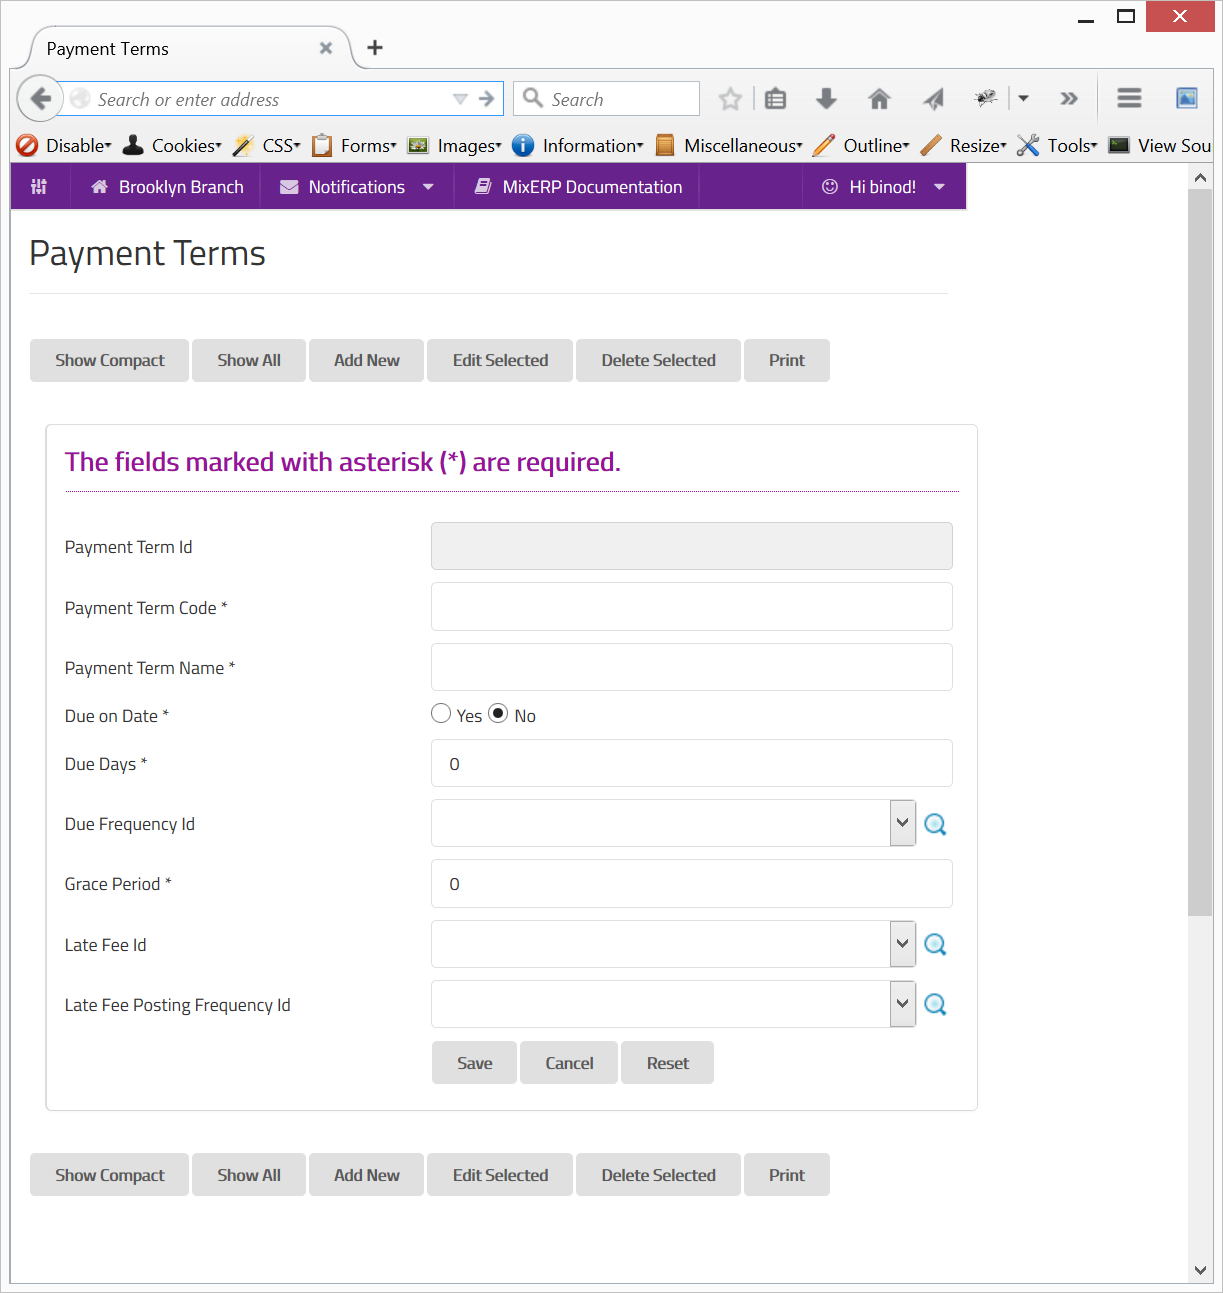 Payment Terms
Search or enter address
Search
Disable Cookies CSS Forms Images Information Miscellaneous Outline Resize Tools View Sou
Brooklyn Branch Notifications MixERP Documentation Hi binod!
Payment Terms
Show Compact Show All Add New Edit Selected Delete Selected Print
The fields marked with asterisk (*) are required.
Payment Term Id
Payment Term Code *
Payment Term Name *
Due on Date * Yes No
Due Days * 0
Due Frequency Id
Grace Period * 0
Late Fee Id
Late Fee Posting Frequency Id
Save Cancel Reset
Show Compact Show All Add New Edit Selected Delete Selected Print